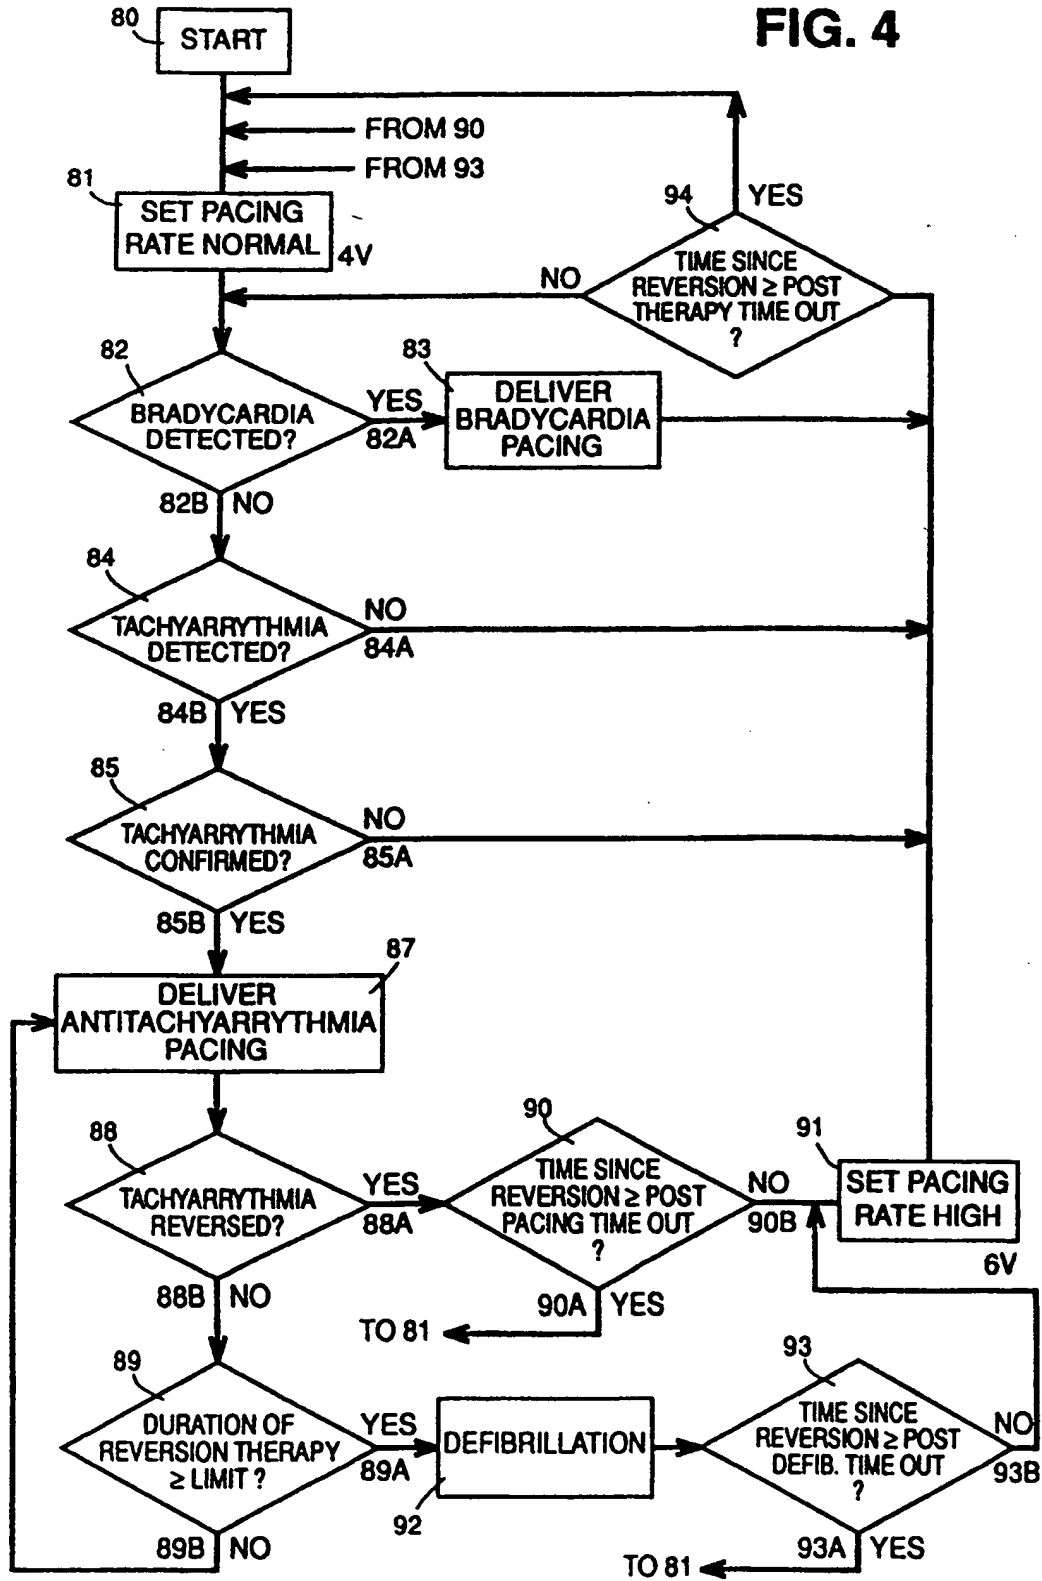 FIG. 4
80
START
FROM 90
FROM 93
81
SET PACING
RATE NORMAL
4V
94
YES
TIME SINCE
REVERSION ≥ POST
THERAPY TIME OUT
?
NO
82
BRADYCARDIA
DETECTED?
YES
82A
83
DELIVER
BRADYCARDIA
PACING
82B NO
84
TACHYARRYTHMIA
DETECTED?
NO
84A
84B YES
85
TACHYARRYTHMIA
CONFIRMED?
NO
85A
85B YES
87
DELIVER
ANTITACHYARRYTHMIA
PACING
88
TACHYARRYTHMIA
REVERSED?
YES
88A
90
TIME SINCE
REVERSION ≥ POST
PACING TIME OUT
?
NO
90B
91
SET PACING
RATE HIGH
6V
88B NO
90A YES
TO 81
89
DURATION OF
REVERSION THERAPY
≥ LIMIT ?
YES
89A
DEFIBRILLATION
92
93
TIME SINCE
REVERSION ≥ POST
DEFIB. TIME OUT
?
NO
93B
89B NO
93A YES
TO 81